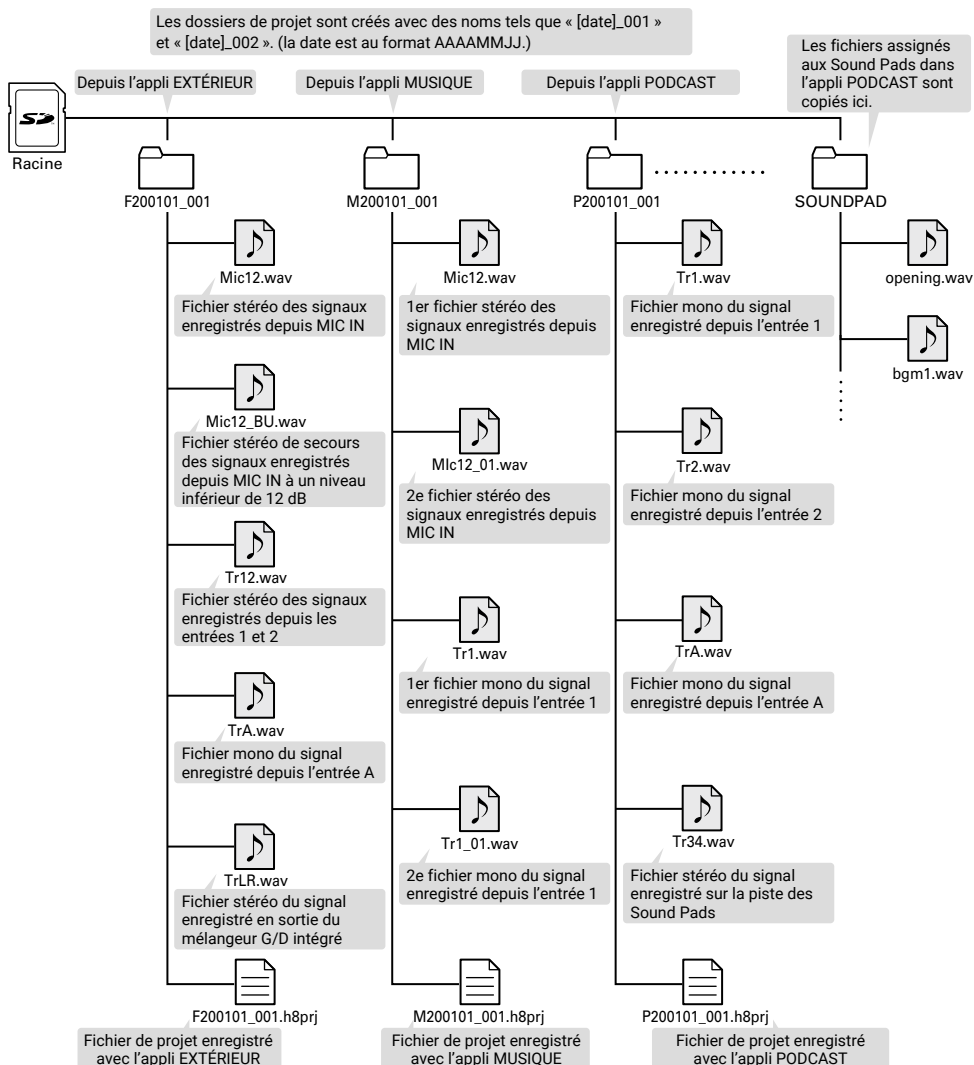 Les dossiers de projet sont créés avec des noms tels que « [date]_001 »
et « [date]_002 ». (la date est au format AAAAMMJJ.)
Les fichiers assignés
aux Sound Pads dans
l'appli PODCAST sont
copiés ici.
Depuis l'appli EXTÉRIEUR
Depuis l'appli MUSIQUE
Depuis l'appli PODCAST
SD
Racine
F200101_001
M200101_001
P200101_001
SOUNDPAD
Mic12.wav
Fichier stéréo des signaux
enregistrés depuis MIC IN
Mic12_BU.wav
Fichier stéréo de secours
des signaux enregistrés
depuis MIC IN à un niveau
inférieur de 12 dB
Tr12.wav
Fichier stéréo des signaux
enregistrés depuis les
entrées 1 et 2
TrA.wav
Fichier mono du signal
enregistré depuis l'entrée A
TrLR.wav
Fichier stéréo du signal
enregistré en sortie du
mélangeur G/D intégré
F200101_001.h8prj
Fichier de projet enregistré
avec l'appli EXTÉRIEUR
Mic12.wav
1er fichier stéréo des
signaux enregistrés depuis
MIC IN
MIc12_01.wav
2e fichier stéréo des
signaux enregistrés depuis
MIC IN
Tr1.wav
1er fichier mono du signal
enregistré depuis l'entrée 1
Tr1_01.wav
2e fichier mono du signal
enregistré depuis l'entrée 1
M200101_001.h8prj
Fichier de projet enregistré
avec l'appli MUSIQUE
Tr1.wav
Fichier mono du signal
enregistré depuis l'entrée 1
Tr2.wav
Fichier mono du signal
enregistré depuis l'entrée 2
TrA.wav
Fichier mono du signal
enregistré depuis l'entrée A
Tr34.wav
Fichier stéréo du signal
enregistré sur la piste des
Sound Pads
P200101_001.h8prj
Fichier de projet enregistré
avec l'appli PODCAST
opening.wav
bgm1.wav